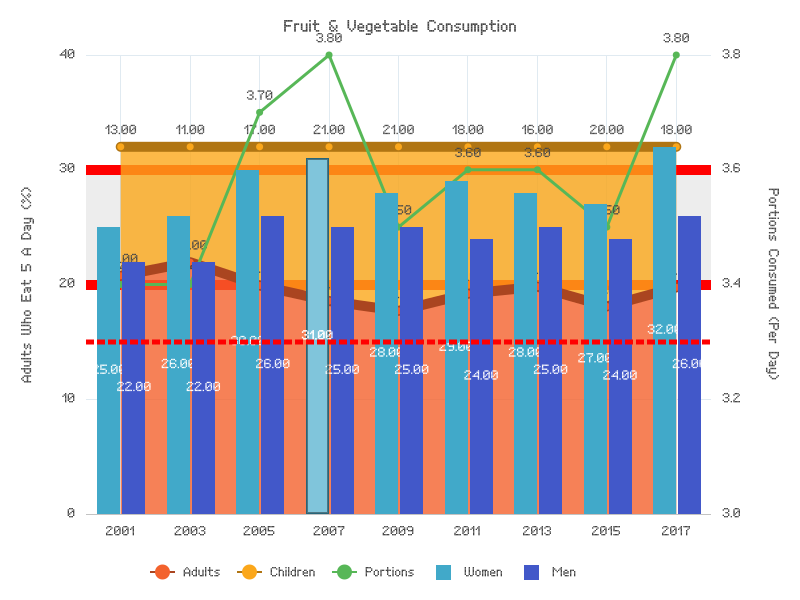 Fruit & Vegetable Consumption
3.80 3.80
40 3.8
3.70
13.00 11.00 17.00 21.00 21.00 18.00 16.00 20.00 18.00
3.60 3.60
30 3.6
Adults Who Eat 5 A Day (%)
Portions Consumed (Per Day)
20 3.4
30.00 31.00 32.00
28.00 29.00 28.00 27.00
25.00 26.00 26.00 25.00 25.00 24.00 25.00 24.00 26.00
22.00 22.00
10 3.2
0 3.0
2001 2003 2005 2007 2009 2011 2013 2015 2017
Adults Children Portions Women Men